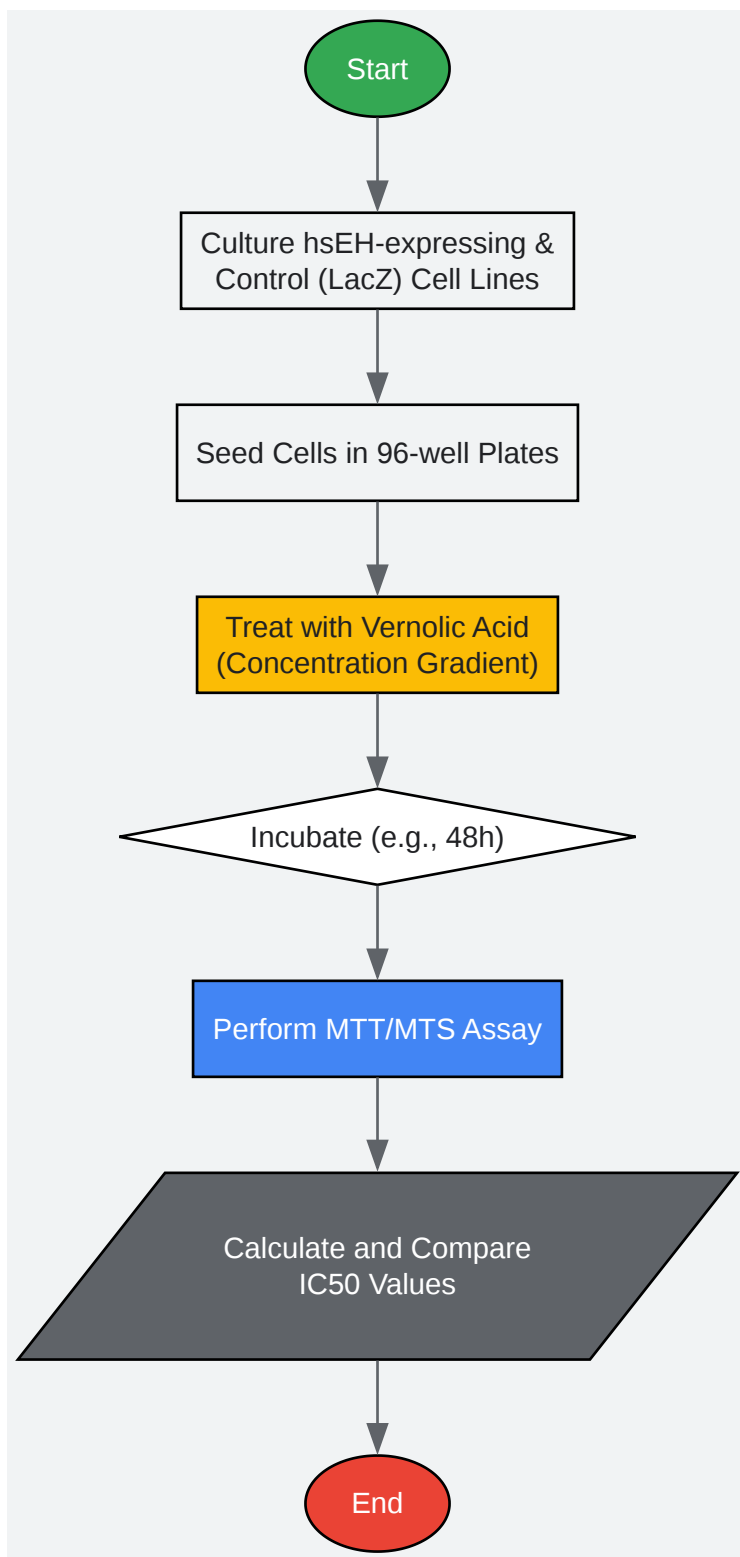 Start
Culture hsEH-expressing &
Control (LacZ) Cell Lines
Seed Cells in 96-well Plates
Treat with Vernolic Acid
(Concentration Gradient)
Incubate (e.g., 48h)
Perform MTT/MTS Assay
Calculate and Compare
IC50 Values
End